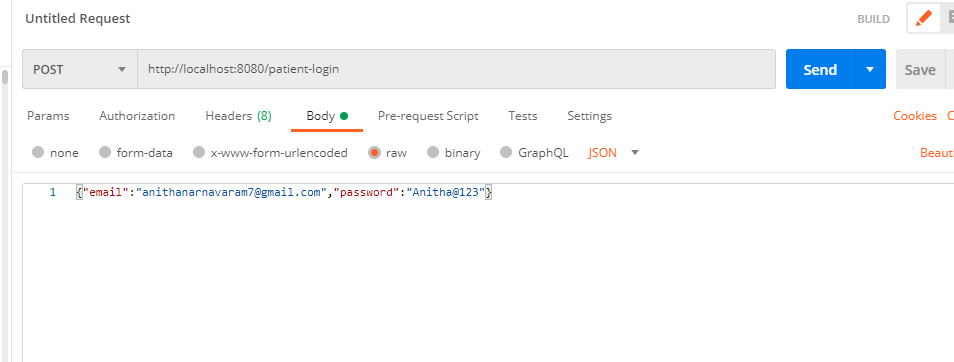 Untitled Request
BUILD
POST
http://localhost:8080/patient-login
Send
Save
Params
Authorization
Headers (8)
Body
Pre-request Script
Tests
Settings
Cookies
none
form-data
x-www-form-urlencoded
raw
binary
GraphQL
JSON
Beaut
1
{"email":"anithanarnavaram7@gmail.com","password":"Anitha@123"}